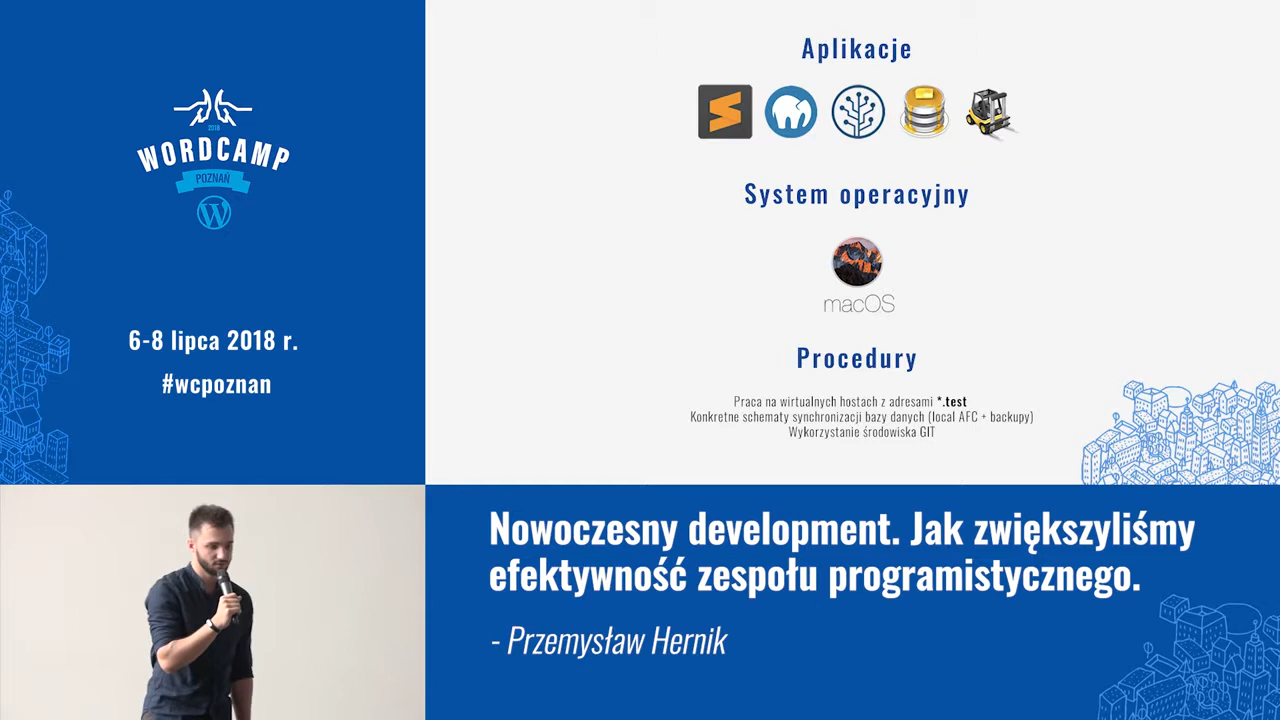 2018
WORDCAMP
POZNAŃ
6-8 lipca 2018 r.
#wcpoznan
Aplikacje
System operacyjny
macOS
Procedury
Praca na wirtualnych hostach z adresami *.test
Konkretne schematy synchronizacji bazy danych (local AFC + backupy)
Wykorzystanie środowiska GIT
Nowoczesny development. Jak zwiększyliśmy
efektywność zespołu programistycznego.
- Przemysław Hernik